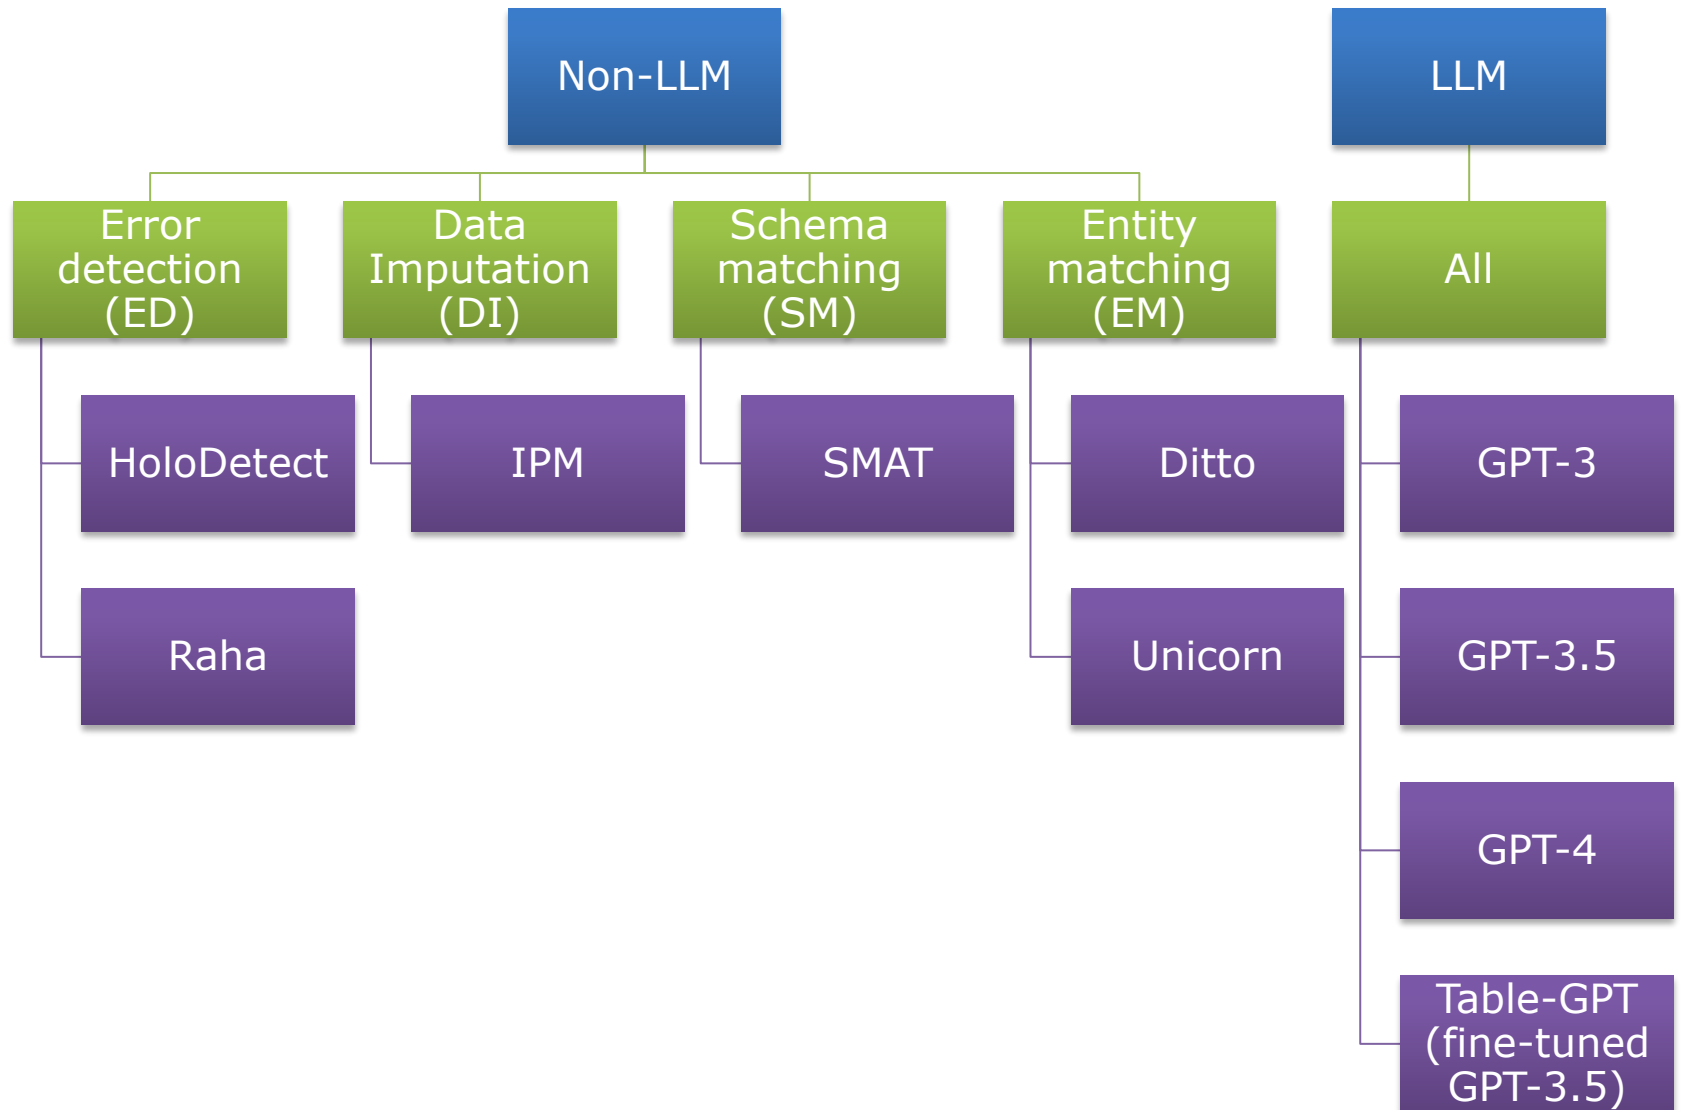 Non-LLM
LLM
Error
detection
(ED)
Data
Imputation
(DI)
Schema
matching
(SM)
Entity
matching
(EM)
All
HoloDetect
IPM
SMAT
Ditto
GPT-3
Raha
Unicorn
GPT-3.5
GPT-4
Table-GPT
(fine-tuned
GPT-3.5)